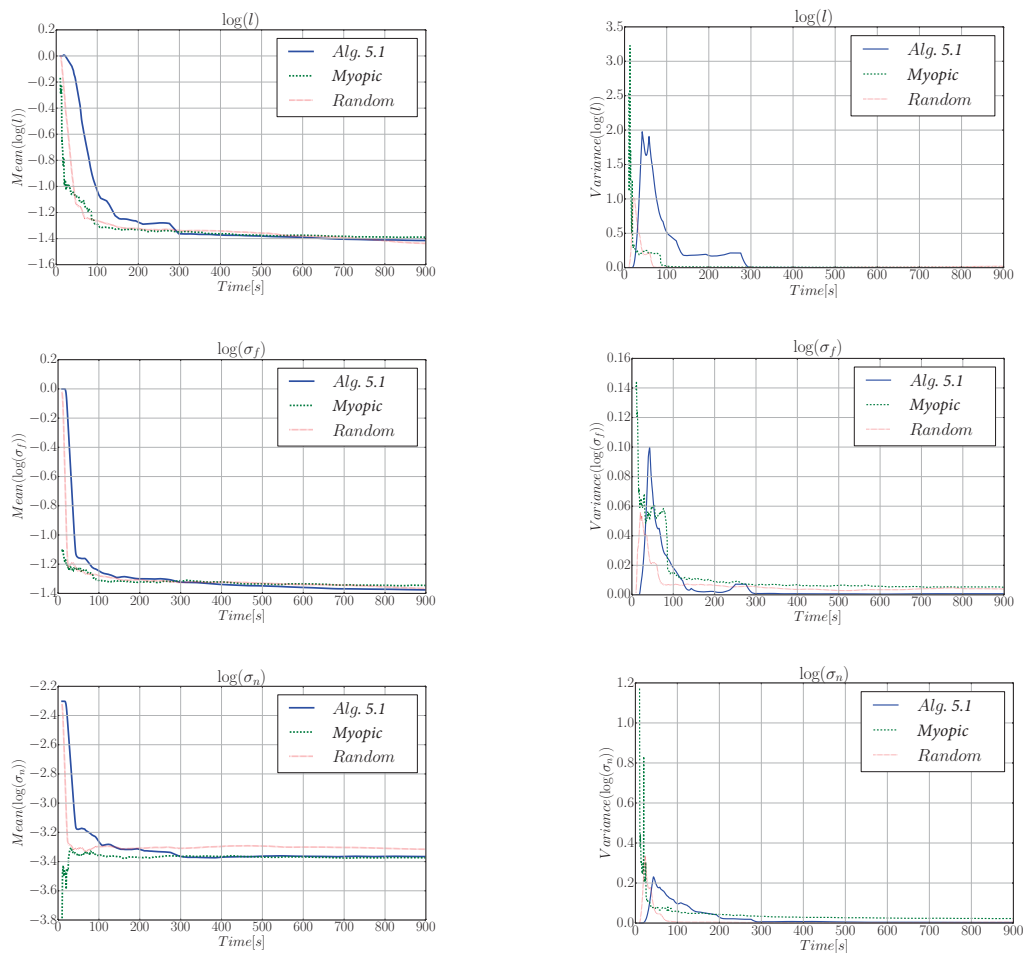 log(l)
Mean(log(l))
0.2
0.0
−0.2
−0.4
−0.6
−0.8
−1.0
−1.2
−1.4
−1.6
0 100 200 300 400 500 600 700 800 900
Time[s]
Alg. 5.1
Myopic
Random
log(l)
Variance(log(l))
3.5
3.0
2.5
2.0
1.5
1.0
0.5
0.0
0 100 200 300 400 500 600 700 800 900
Time[s]
Alg. 5.1
Myopic
Random
log(σ_f)
Mean(log(σ_f))
0.2
0.0
−0.2
−0.4
−0.6
−0.8
−1.0
−1.2
−1.4
0 100 200 300 400 500 600 700 800 900
Time[s]
Alg. 5.1
Myopic
Random
log(σ_f)
Variance(log(σ_f))
0.16
0.14
0.12
0.10
0.08
0.06
0.04
0.02
0.00
0 100 200 300 400 500 600 700 800 900
Time[s]
Alg. 5.1
Myopic
Random
log(σ_n)
Mean(log(σ_n))
−2.2
−2.4
−2.6
−2.8
−3.0
−3.2
−3.4
−3.6
−3.8
0 100 200 300 400 500 600 700 800 900
Time[s]
Alg. 5.1
Myopic
Random
log(σ_n)
Variance(log(σ_n))
1.2
1.0
0.8
0.6
0.4
0.2
0.0
0 100 200 300 400 500 600 700 800 900
Time[s]
Alg. 5.1
Myopic
Random